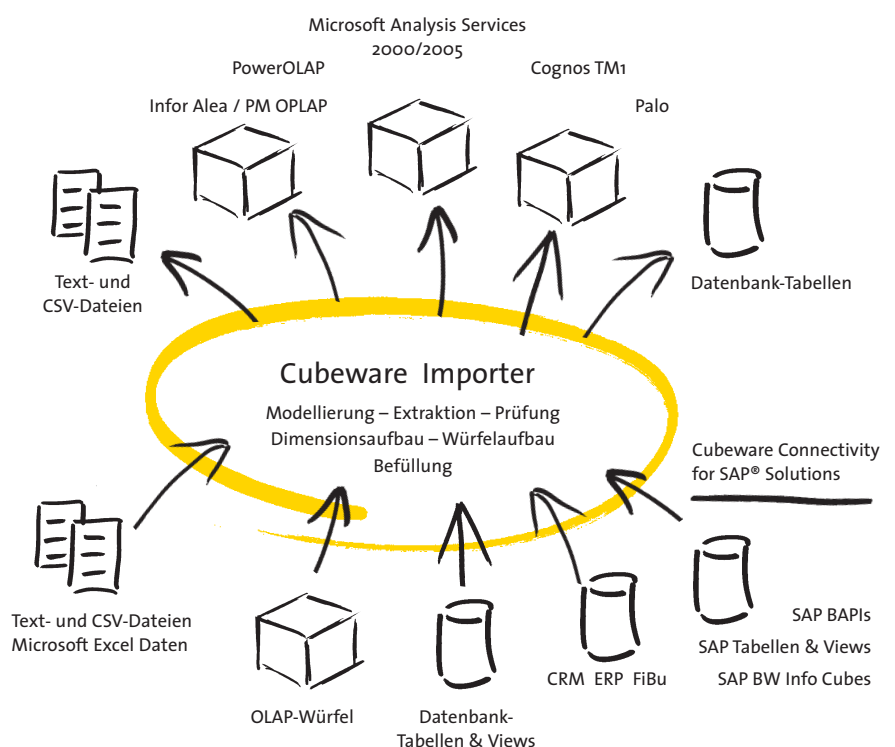 Microsoft Analysis Services
2000/2005
PowerOLAP
Cognos TM1
Infor Alea / PM OPLAP
Palo
Text- und
CSV-Dateien
Datenbank-Tabellen
Cubeware Importer
Modellierung – Extraktion – Prüfung
Dimensionsaufbau – Würfelaufbau
Befüllung
Cubeware Connectivity
for SAP® Solutions
Text- und CSV-Dateien
Microsoft Excel Daten
OLAP-Würfel
Datenbank-
Tabellen & Views
CRM ERP FiBu
SAP BAPIs
SAP Tabellen & Views
SAP BW Info Cubes